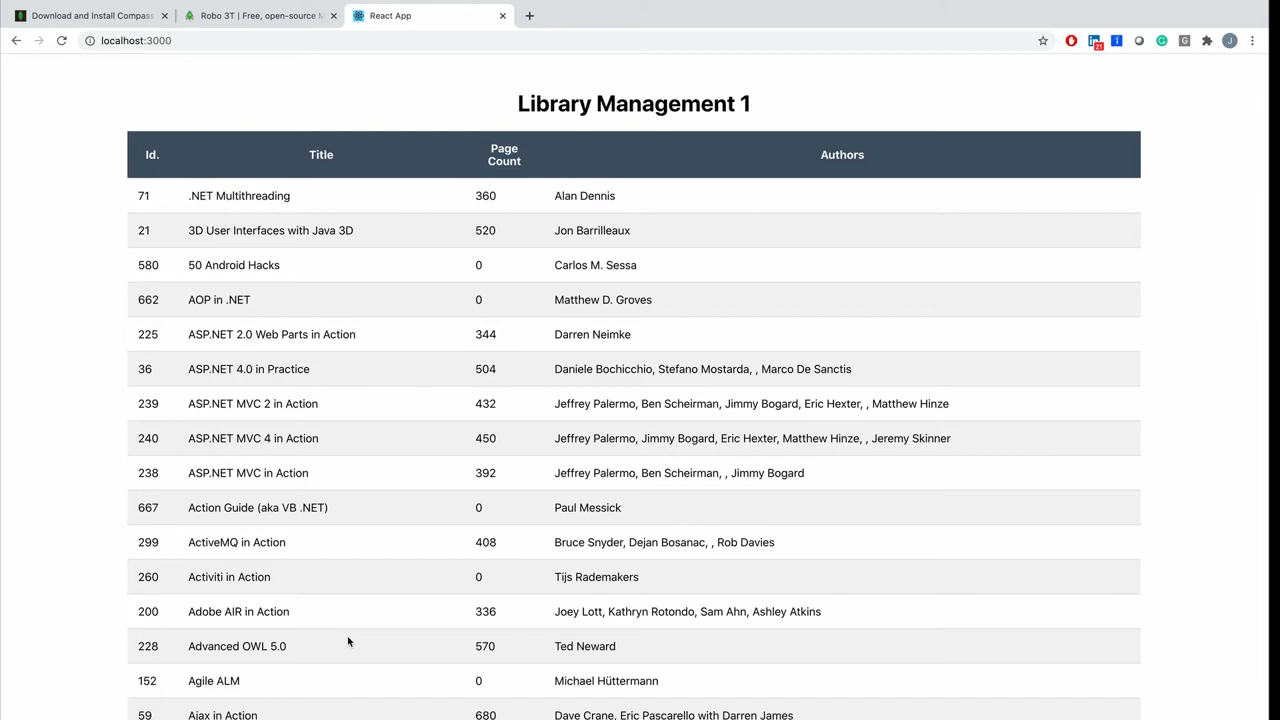 Download and Install Compass
Robo 3T | Free, open-source M
React App
localhost:3000
21
J
Library Management 1
Id. Title Page Count Authors
71 .NET Multithreading 360 Alan Dennis
21 3D User Interfaces with Java 3D 520 Jon Barrilleaux
580 50 Android Hacks 0 Carlos M. Sessa
662 AOP in .NET 0 Matthew D. Groves
225 ASP.NET 2.0 Web Parts in Action 344 Darren Neimke
36 ASP.NET 4.0 in Practice 504 Daniele Bochicchio, Stefano Mostarda, , Marco De Sanctis
239 ASP.NET MVC 2 in Action 432 Jeffrey Palermo, Ben Scheirman, Jimmy Bogard, Eric Hexter, , Matthew Hinze
240 ASP.NET MVC 4 in Action 450 Jeffrey Palermo, Jimmy Bogard, Eric Hexter, Matthew Hinze, , Jeremy Skinner
238 ASP.NET MVC in Action 392 Jeffrey Palermo, Ben Scheirman, , Jimmy Bogard
667 Action Guide (aka VB .NET) 0 Paul Messick
299 ActiveMQ in Action 408 Bruce Snyder, Dejan Bosanac, , Rob Davies
260 Activiti in Action 0 Tijs Rademakers
200 Adobe AIR in Action 336 Joey Lott, Kathryn Rotondo, Sam Ahn, Ashley Atkins
228 Advanced OWL 5.0 570 Ted Neward
152 Agile ALM 0 Michael Hüttermann
59 Ajax in Action 680 Dave Crane, Eric Pascarello with Darren James